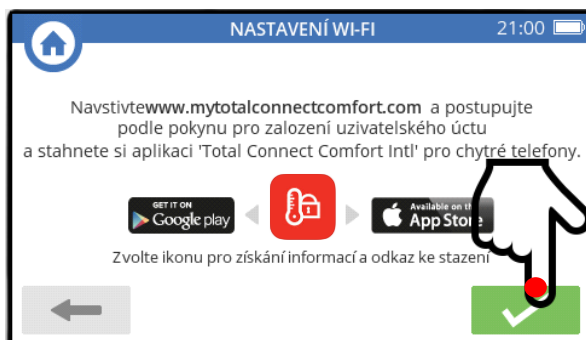 NASTAVENÍ WI-FI
21:00
Navstivtewww.mytotalconnectcomfort.com a postupujte
podle pokynu pro zalození uzivatelského úctu
a stahnete si aplikaci 'Total Connect Comfort Intl' pro chytré telefony.
GET IT ON
Google play
Available on the
App Store
Zvolte ikonu pro získání informací a odkaz ke stazení